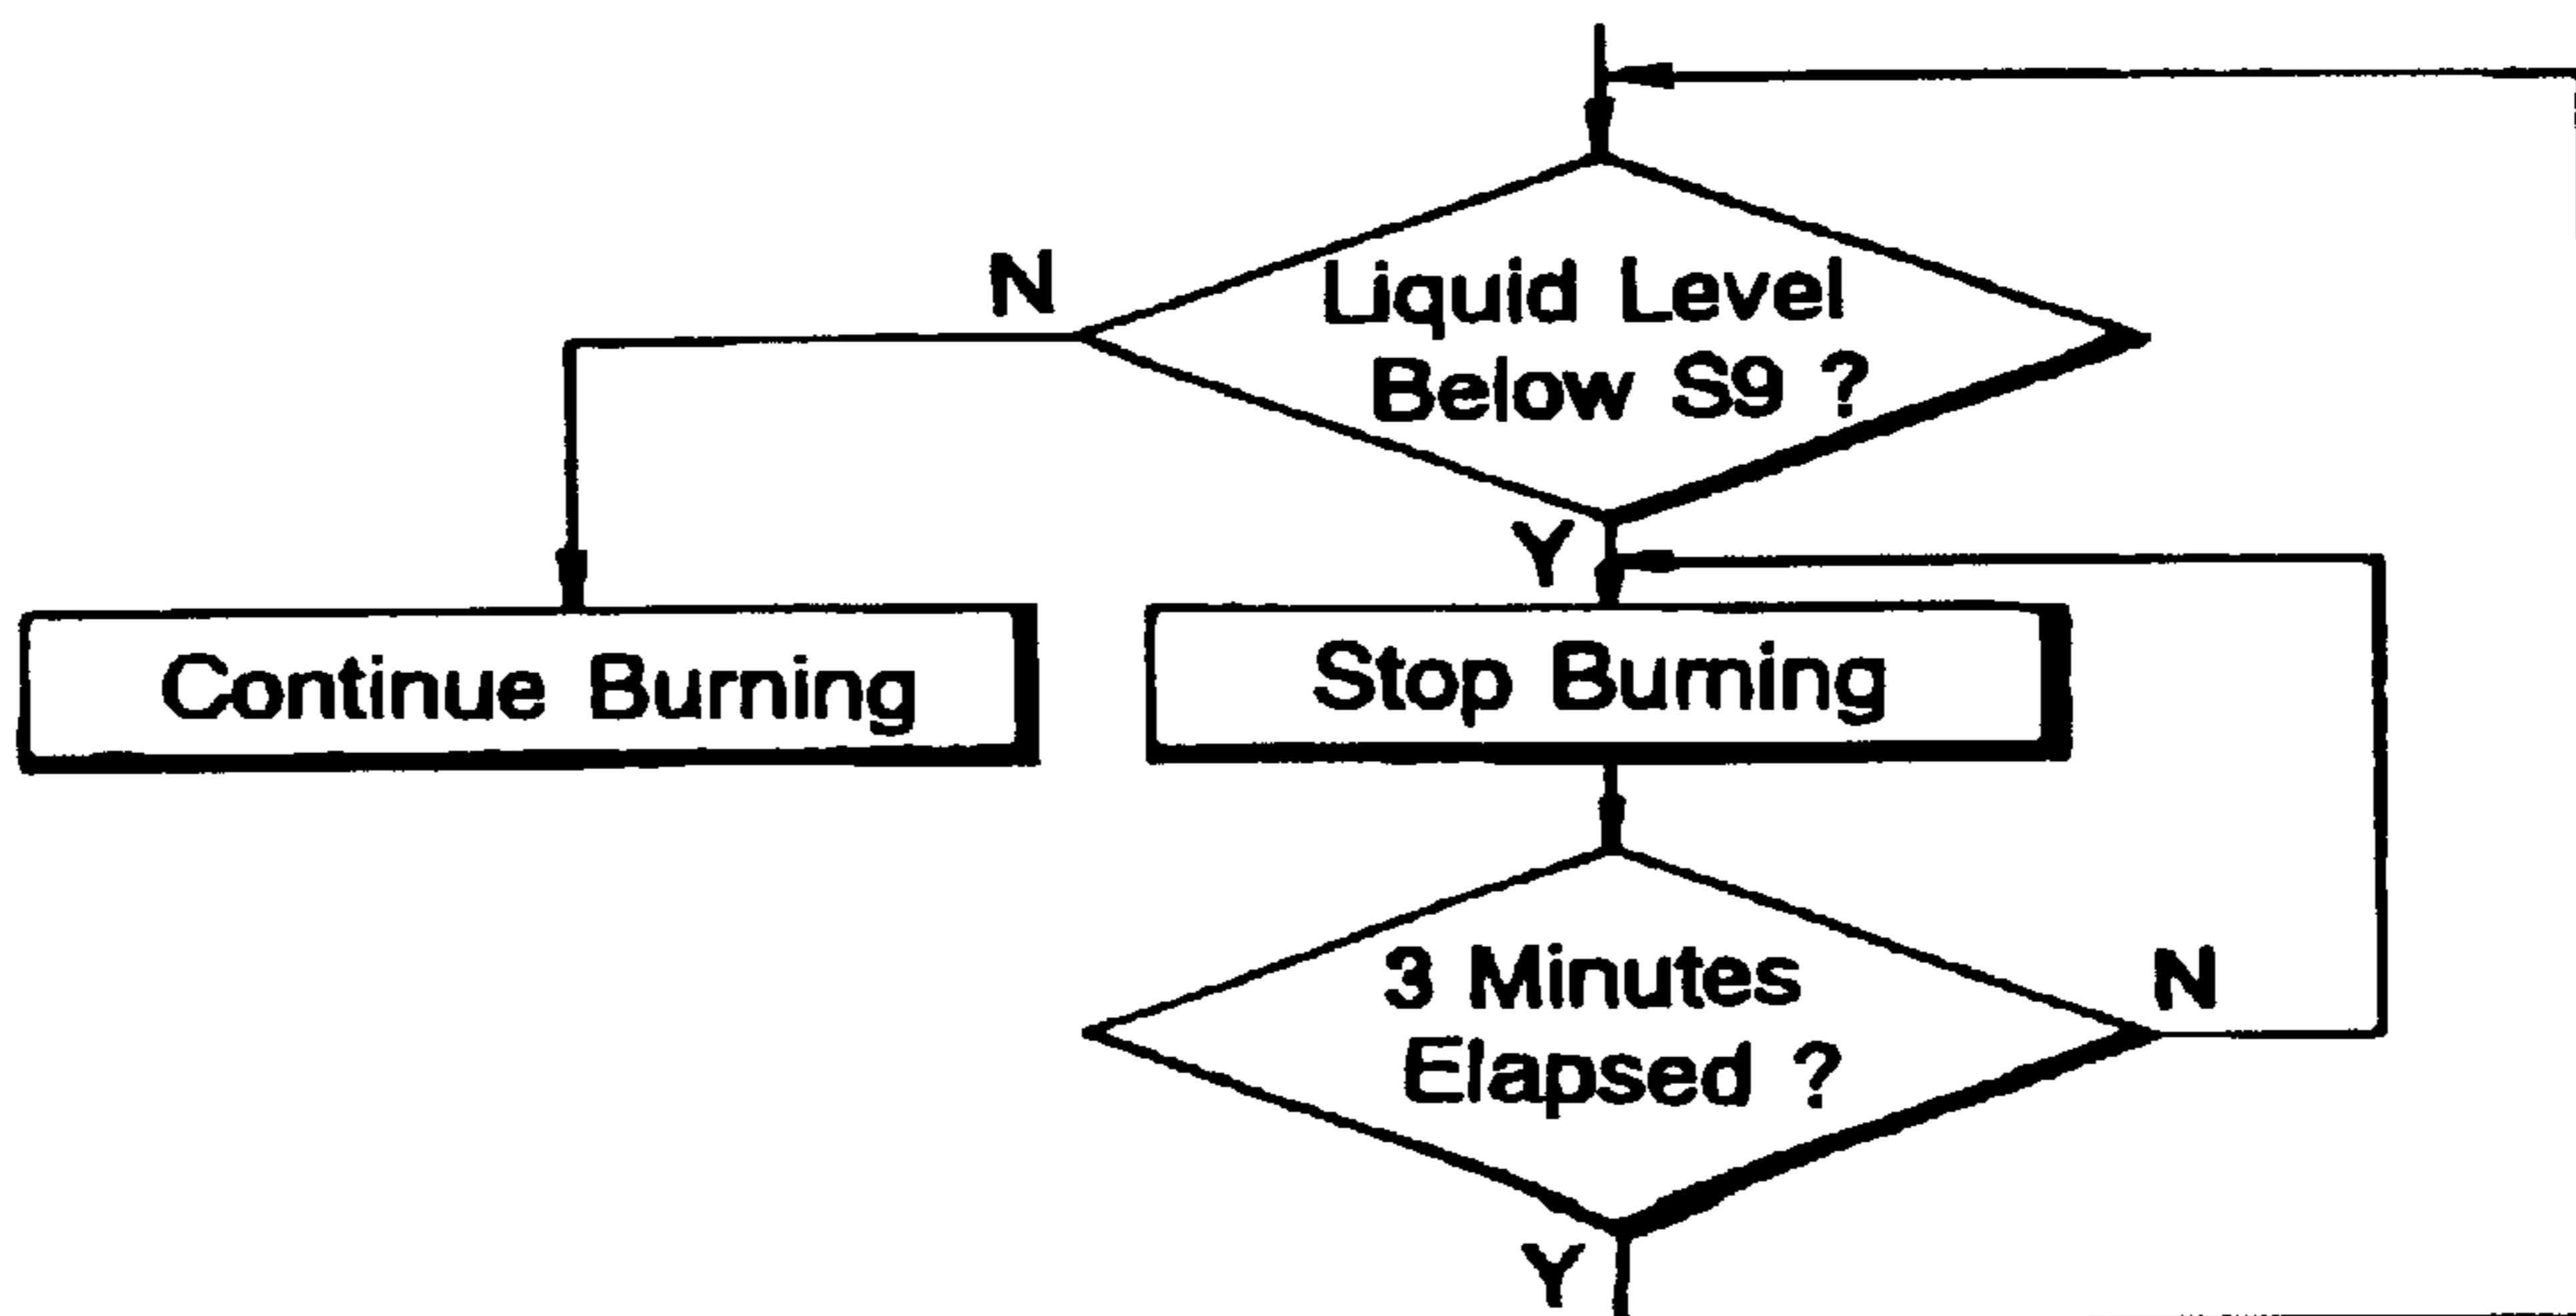 N
Liquid Level
Below S9 ?
Y
Continue Burning
Stop Burning
3 Minutes
Elapsed ?
N
Y